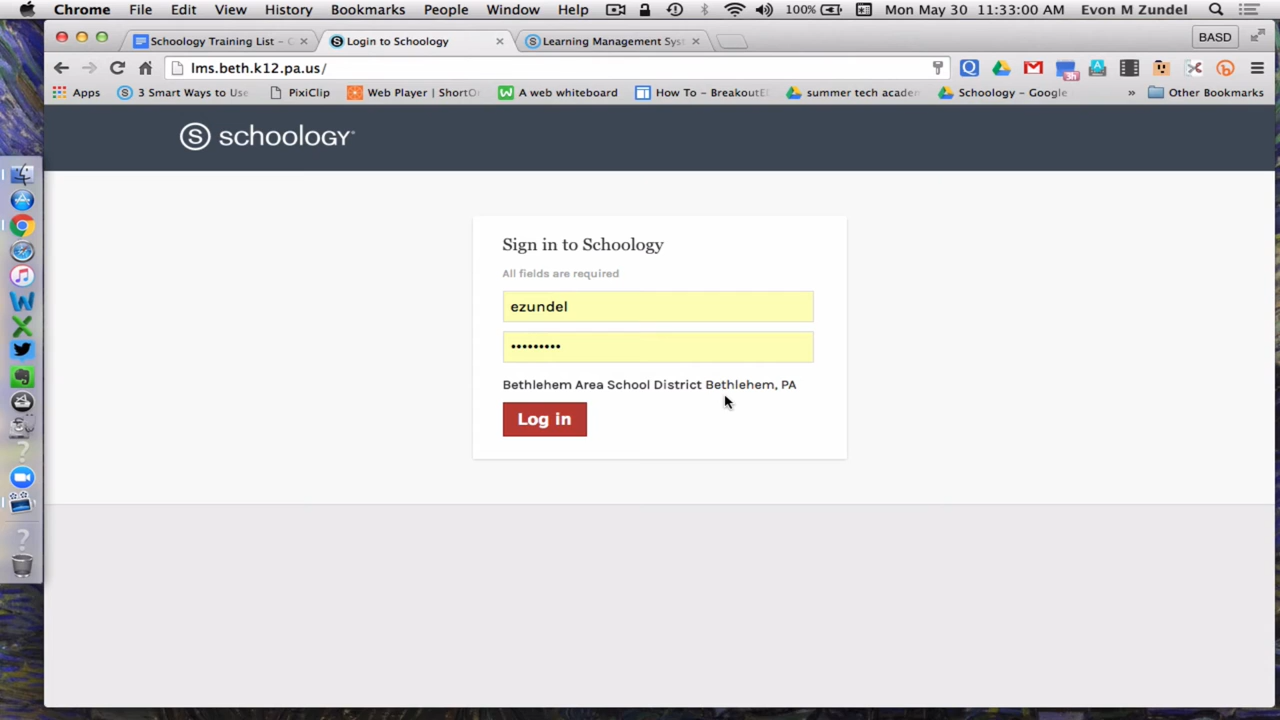 Chrome File Edit View History Bookmarks People Window Help 100% Mon May 30 11:33:00 AM Evon M Zundel
Schoology Training List – Login to Schoology Learning Management Sys BASD
lms.beth.k12.pa.us/
3h
Apps 3 Smart Ways to Use PixiClip Web Player | ShortO A web whiteboard How To – BreakoutE summer tech acade Schoology – Google » Other Bookmarks
S schoology®
Sign in to Schoology
All fields are required
ezundel
•••••••••
Bethlehem Area School District Bethlehem, PA
Log in